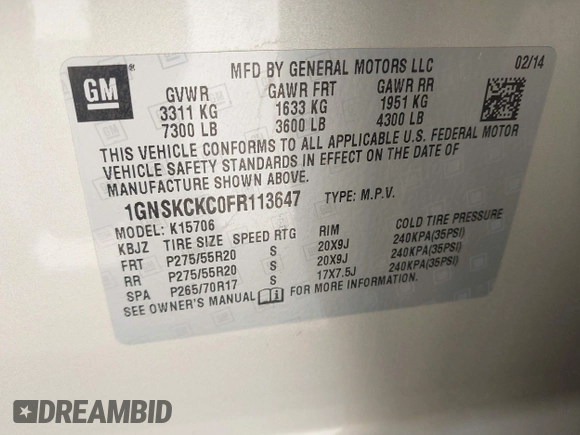 GM
®
MFD BY GENERAL MOTORS LLC 02/14
GVWR GAWR FRT GAWR RR
3311 KG 1633 KG 1951 KG
7300 LB 3600 LB 4300 LB
THIS VEHICLE CONFORMS TO ALL APPLICABLE U.S. FEDERAL MOTOR
VEHICLE SAFETY STANDARDS IN EFFECT ON THE DATE OF
MANUFACTURE SHOWN ABOVE.
1GNSKCKC0FR113647 TYPE: M.P.V.
MODEL: K15706
KBJZ TIRE SIZE SPEED RTG RIM COLD TIRE PRESSURE
FRT P275/55R20 S 20X9J 240KPA(35PSI)
RR P275/55R20 S 20X9J 240KPA(35PSI)
SPA P265/70R17 S 17X7.5J 240KPA(35PSI)
SEE OWNER'S MANUAL i FOR MORE INFORMATION.
DREAMBID